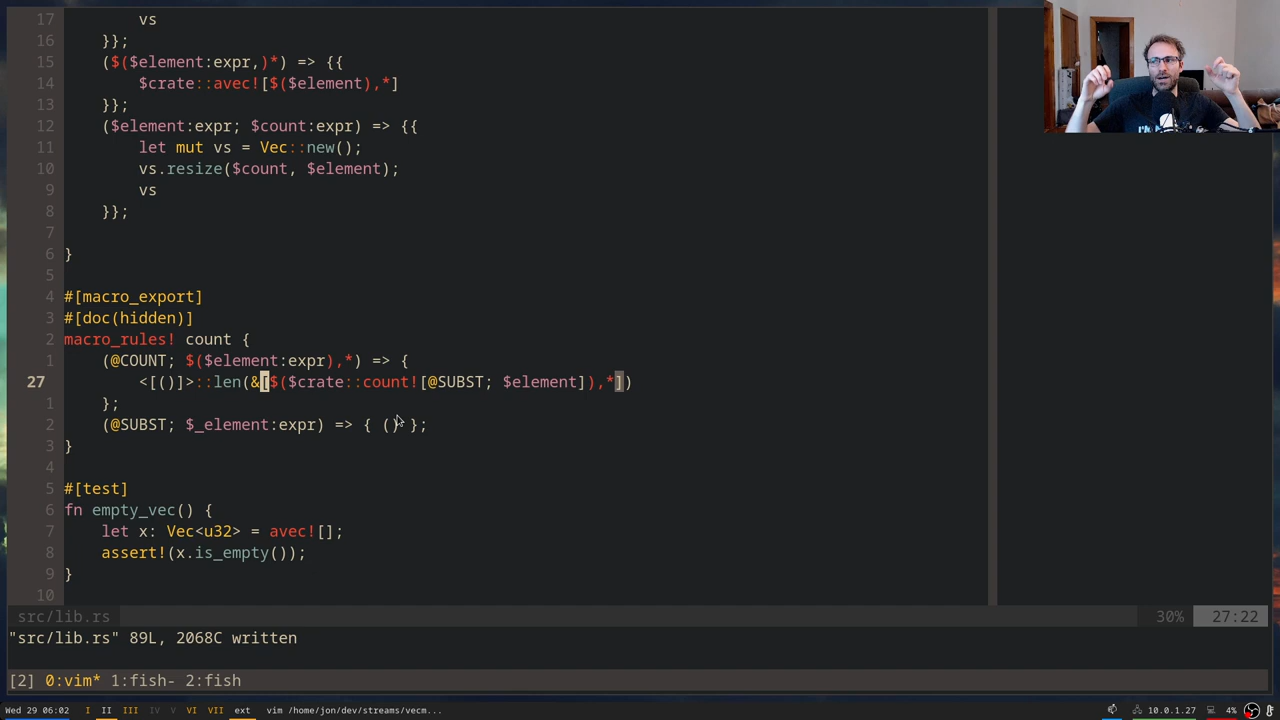 17         vs
16     }};
15     ($($element:expr,)*) => {{
14         $crate::avec![$($element),*]
13     }};
12     ($element:expr; $count:expr) => {{
11         let mut vs = Vec::new();
10         vs.resize($count, $element);
9         vs
8     }};
7
6 }
5
4 #[macro_export]
3 #[doc(hidden)]
2 macro_rules! count {
1     (@COUNT; $($element:expr),*) => {
27         <[()]>::len(&[$($crate::count![@SUBST; $element]),*])
1     };
2     (@SUBST; $_element:expr) => { () };
3 }
4
5 #[test]
6 fn empty_vec() {
7     let x: Vec<u32> = avec![];
8     assert!(x.is_empty());
9 }
10
src/lib.rs 30% 27:22
"src/lib.rs" 89L, 2068C written
[2] 0:vim* 1:fish- 2:fish
Wed 29 06:02 I II III IV V VI VII ext vim /home/jon/dev/streams/vecm... 10.0.1.27 4%